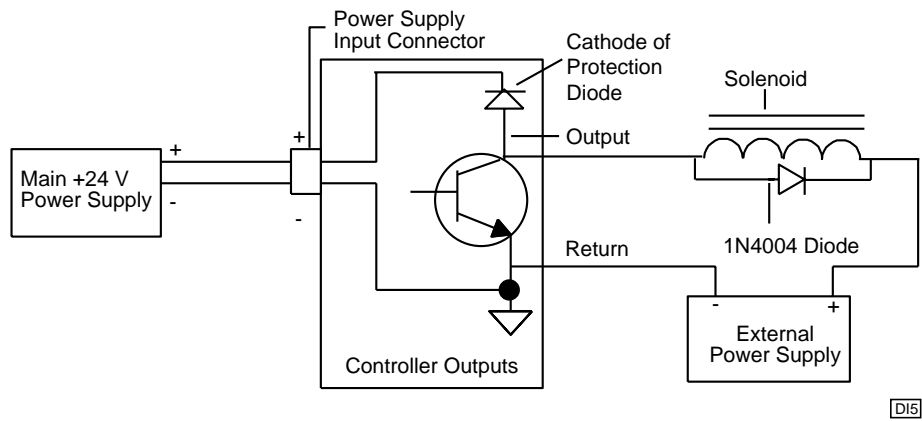 Power Supply
Input Connector
Cathode of
Protection
Diode
Solenoid
Output
+
+
Main +24 V
Power Supply
-
-
1N4004 Diode
Return
-
+
External
Power Supply
Controller Outputs
DI5